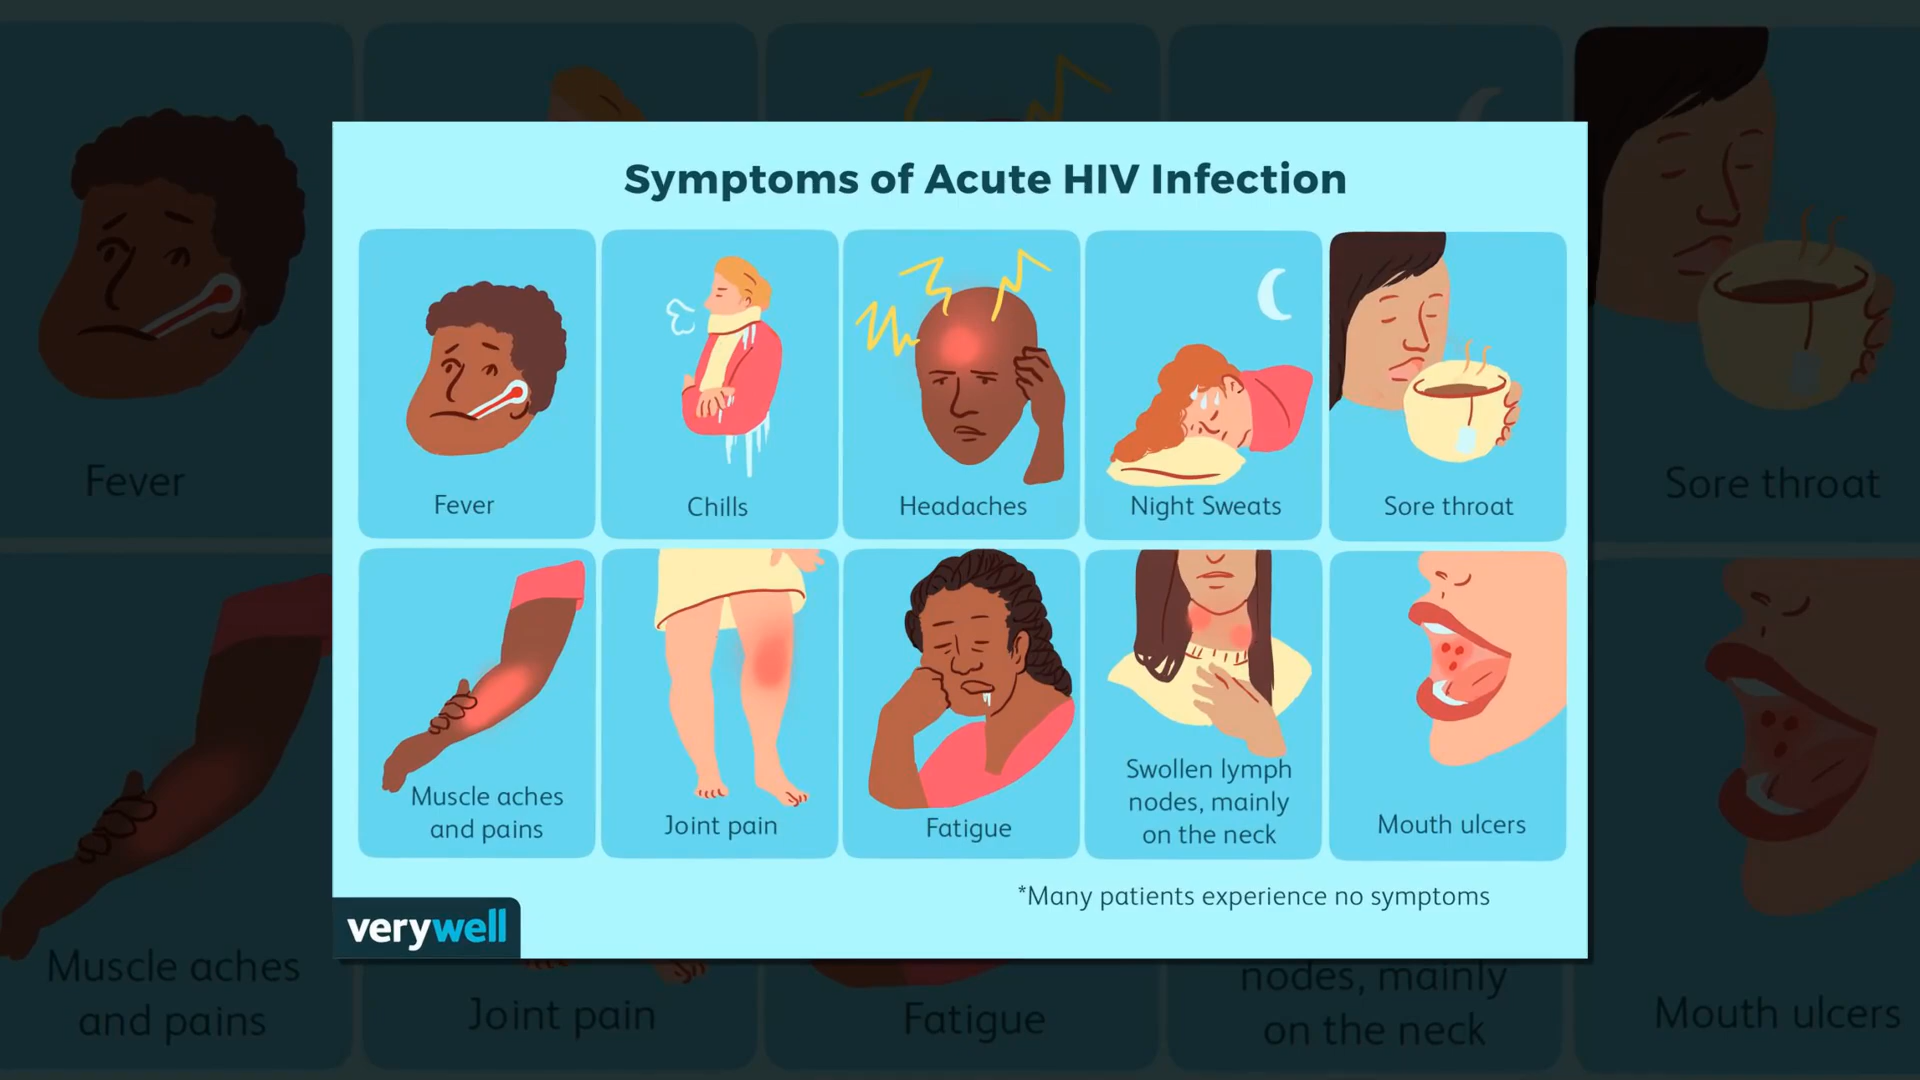 Symptoms of Acute HIV Infection
Fever
Chills
Headaches
Night Sweats
Sore throat
Muscle aches
and pains
Joint pain
Fatigue
Swollen lymph
nodes, mainly
on the neck
Mouth ulcers
*Many patients experience no symptoms
verywell
Fever
Sore throat
Muscle aches
and pains
Joint pain
Fatigue
nodes, mainly
on the neck
Mouth ulcers